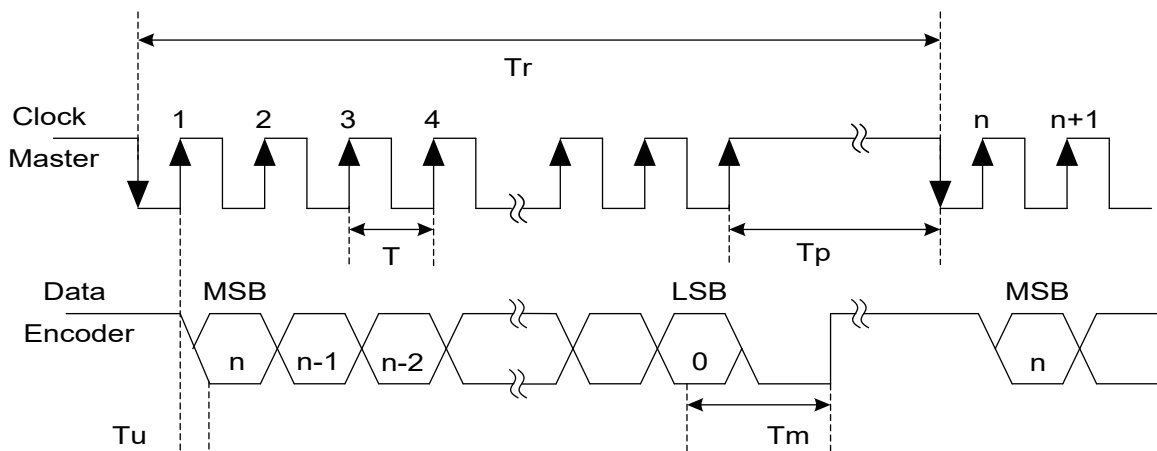 Tr
Clock
Master
1 2 3 4 n n+1
T
Tp
Data
Encoder
MSB LSB MSB
n n-1 n-2 0 n
Tu
Tm